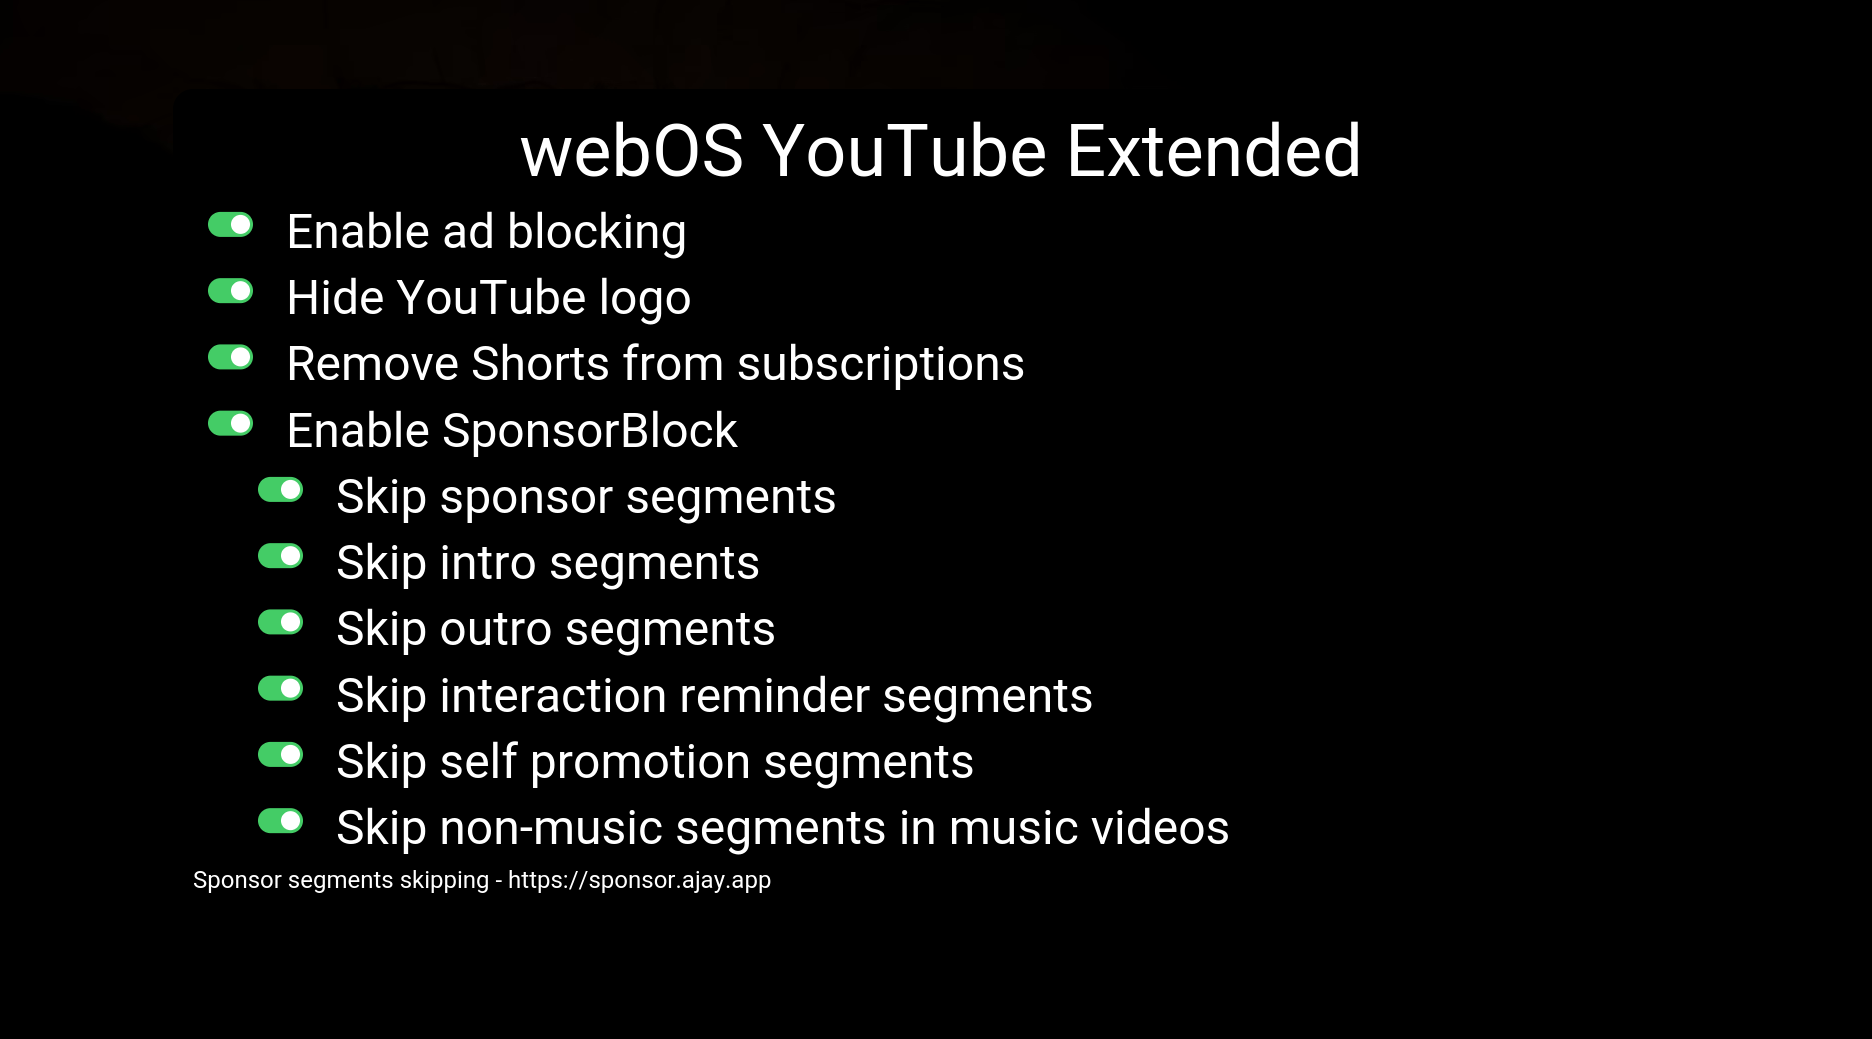 webOS YouTube Extended
Enable ad blocking
Hide YouTube logo
Remove Shorts from subscriptions
Enable SponsorBlock
Skip sponsor segments
Skip intro segments
Skip outro segments
Skip interaction reminder segments
Skip self promotion segments
Skip non-music segments in music videos
Sponsor segments skipping - https://sponsor.ajay.app